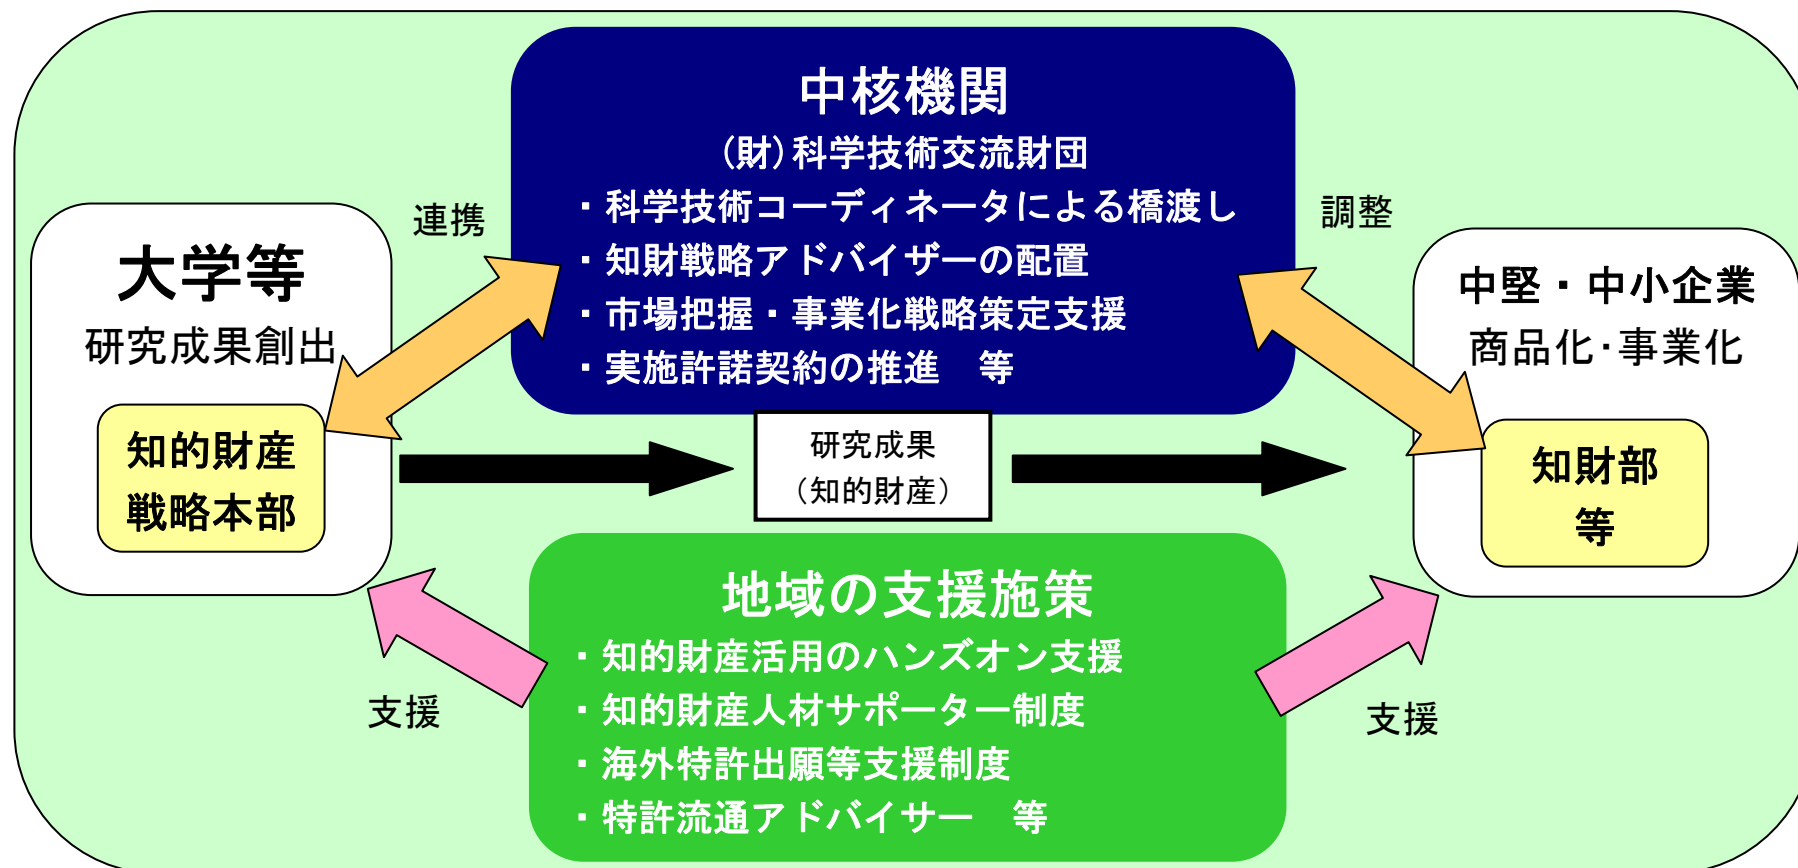 中核機関
（財）科学技術交流財団
・科学技術コーディネータによる橋渡し
・知財戦略アドバイザーの配置
・市場把握・事業化戦略策定支援
・実施許諾契約の推進　等
連携
調整
大学等
研究成果創出
知的財産
戦略本部
研究成果
（知的財産）
中堅・中小企業
商品化・事業化
知財部
等
地域の支援施策
・知的財産活用のハンズオン支援
・知的財産人材サポーター制度
・海外特許出願等支援制度
・特許流通アドバイサー　等
支援
支援